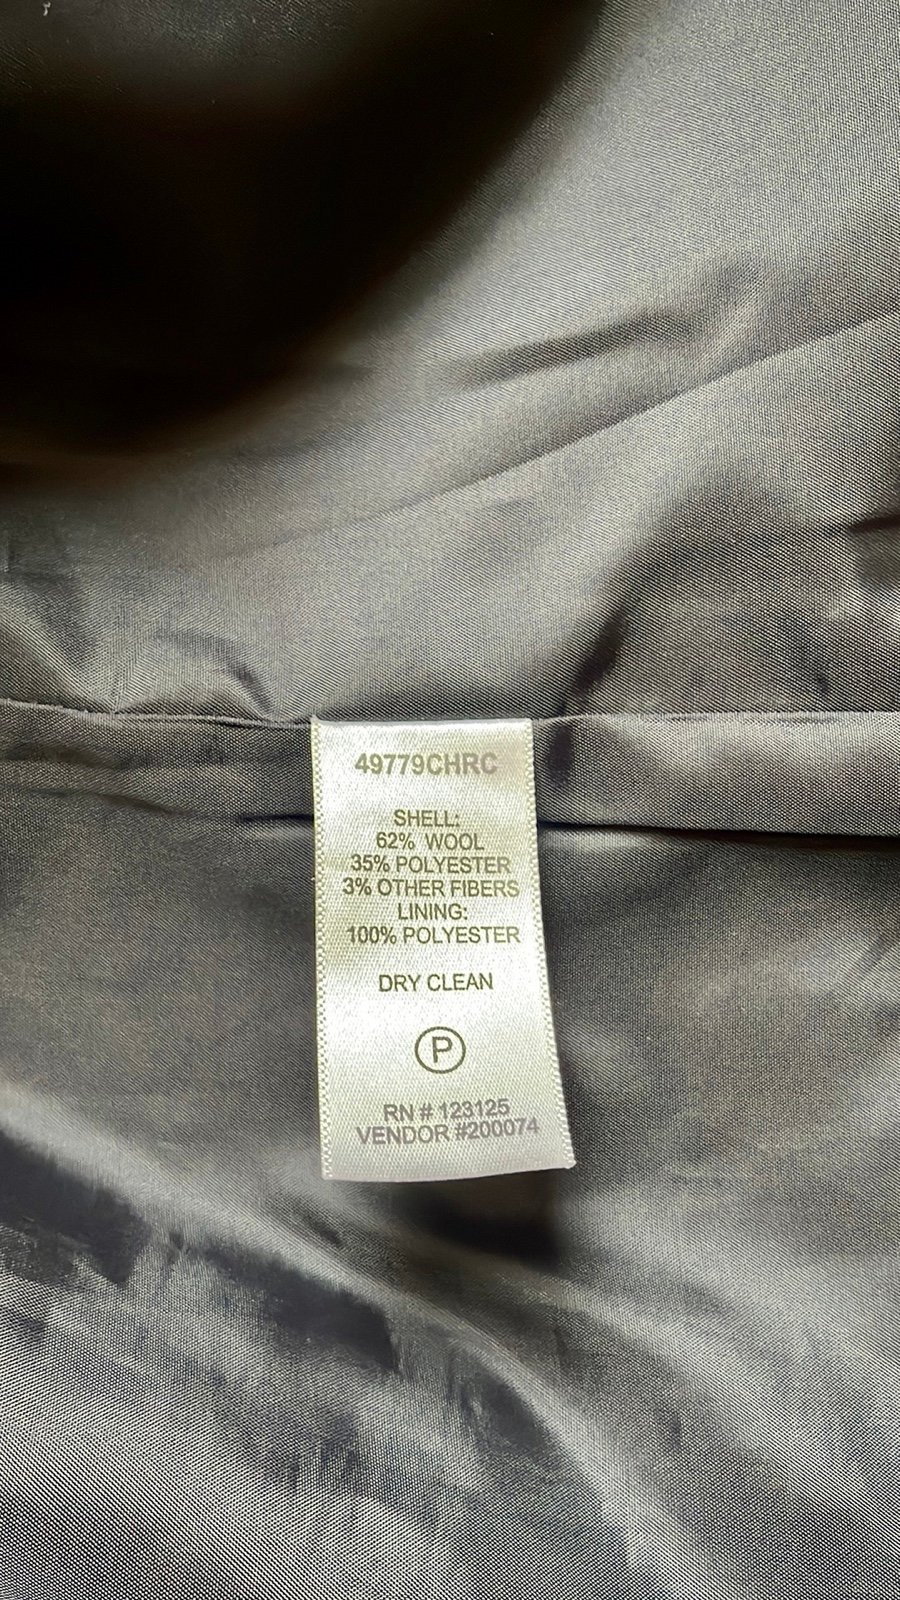 49779CHRC
SHELL:
62% WOOL
35% POLYESTER
3% OTHER FIBERS
LINING:
100% POLYESTER
DRY CLEAN
P
RN # 123125
VENDOR #200074